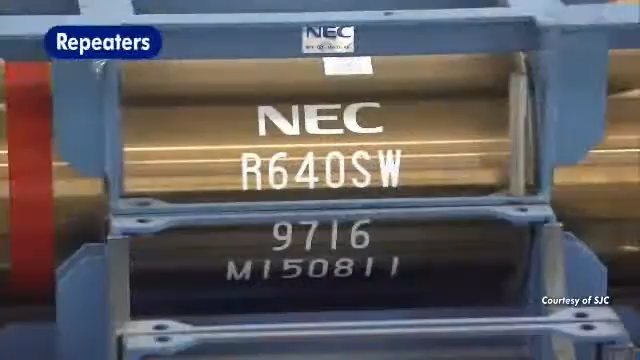 Repeaters
NEC
NEC
R640SW
9716
M150811
Courtesy of SJC